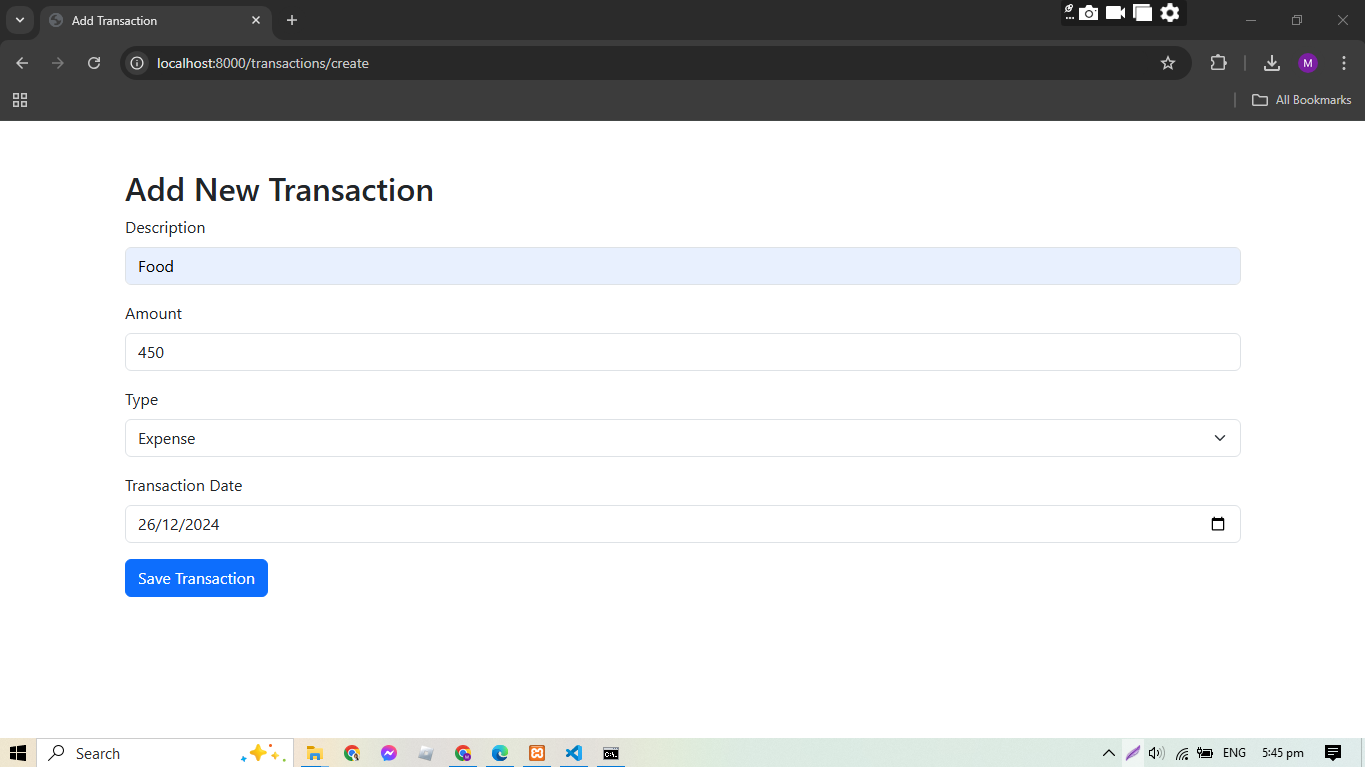 Add Transaction
localhost:8000/transactions/create
M
All Bookmarks
Add New Transaction
Description
Food
Amount
450
Type
Expense
Transaction Date
26/12/2024
Save Transaction
Search
ENG
5:45 pm